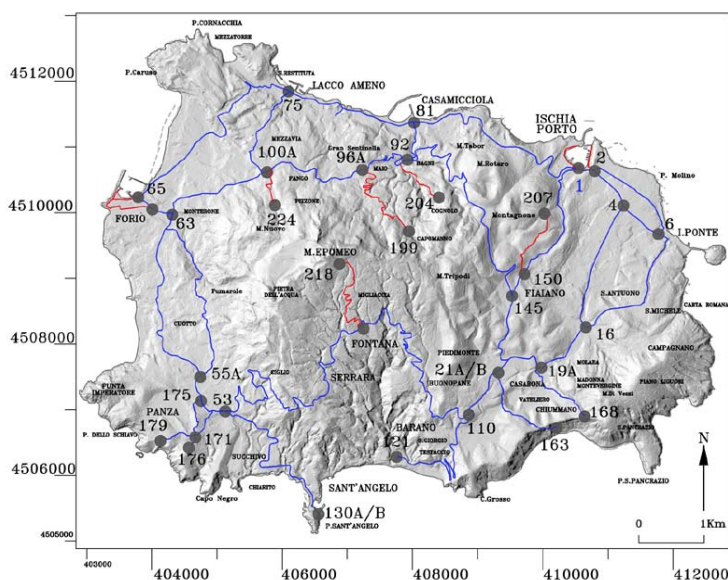 P.CORNACCHIA
MEZZATORRE
P.Caruso
S.RESTITUTA
LACCO AMENO
4512000
75
CASAMICCIOLA
81
ISCHIA
PORTO
MEZZAVIA
Gran Sentinella
92
M.Tabor
100A
96A
MAIO
BAGNI
M.Rotaro
2
FANGO
1
P. Molino
65
204
207
4510000
FORIO
63
MONTERONE
224
M.Nuovo
COGNOLO
Montagnone
4
6
I.PONTE
199
CAPOMANNO
M.EPOMEO
218
Pumarole
PIETRA
DELL'ACQUA
MIGLIACCIA
M.Tripodi
150
FIAIANO
145
S.ANTUONO
CARTA ROMANA
S.MICHELE
4508000
CUOTTO
FONTANA
16
CAMPAGNANO
PIEDIMONTE
21A/B
MOLARA
PUNTA
IMPERATORE
55A
CIGLIO
SERRARA
BUONOPANE
CASABONA
19A
MADONNA
MONTEVERGINE
PIANO LIGUORI
175
PANZA
53
VATELIERO
CHIUMMANO
168
P. DELLO SCHIAVO
179
171
BARANO
121
S.GIORGIO
TESTACCIO
110
163
S.PANCRAZIO
176
SUCCHIVO
N
4506000
Capo Negro
CHIARITO
SANT'ANGELO
C.Grosso
P.S.PANCRAZIO
130A/B
P.SANT'ANGELO
0 1Km
4505000
403000
404000 406000 408000 410000 412000